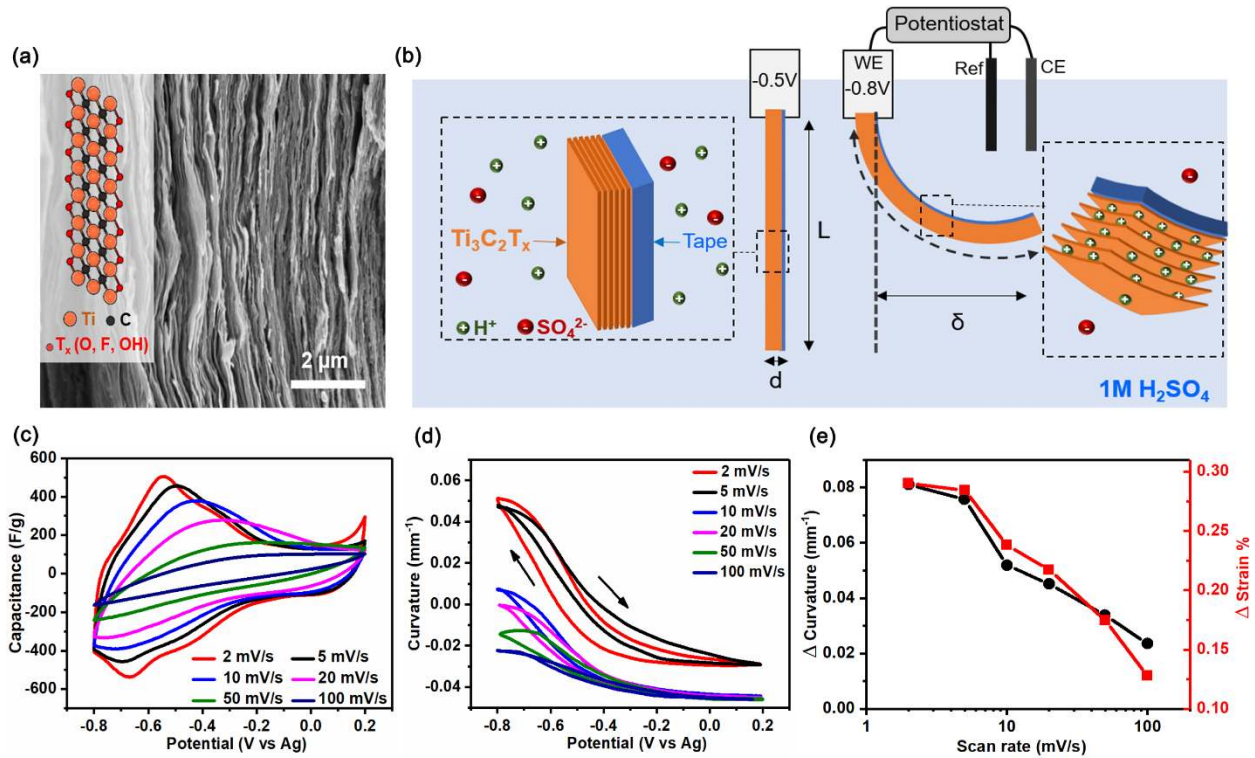 (a)
Ti C
Tₓ (O, F, OH)
2 µm
(b)
Potentiostat
WE
-0.8V
-0.5V
Ref
CE
Ti₃C₂Tₓ
Tape
L
δ
H⁺ SO₄²⁻
d
1M H₂SO₄
(c)
Capacitance (F/g)
600
400
200
0
-200
-400
-600
2 mV/s 5 mV/s
10 mV/s 20 mV/s
50 mV/s 100 mV/s
-0.8 -0.6 -0.4 -0.2 0.0 0.2
Potential (V vs Ag)
(d)
Curvature (mm⁻¹)
0.06
0.04
0.02
0.00
-0.02
-0.04
2 mV/s
5 mV/s
10 mV/s
20 mV/s
50 mV/s
100 mV/s
-0.8 -0.6 -0.4 -0.2 0.0 0.2
Potential (V vs Ag)
(e)
Δ Curvature (mm⁻¹)
0.08
0.06
0.04
0.02
0.00
1 10 100
Scan rate (mV/s)
0.30
0.25
0.20
0.15
0.10
Δ Strain %